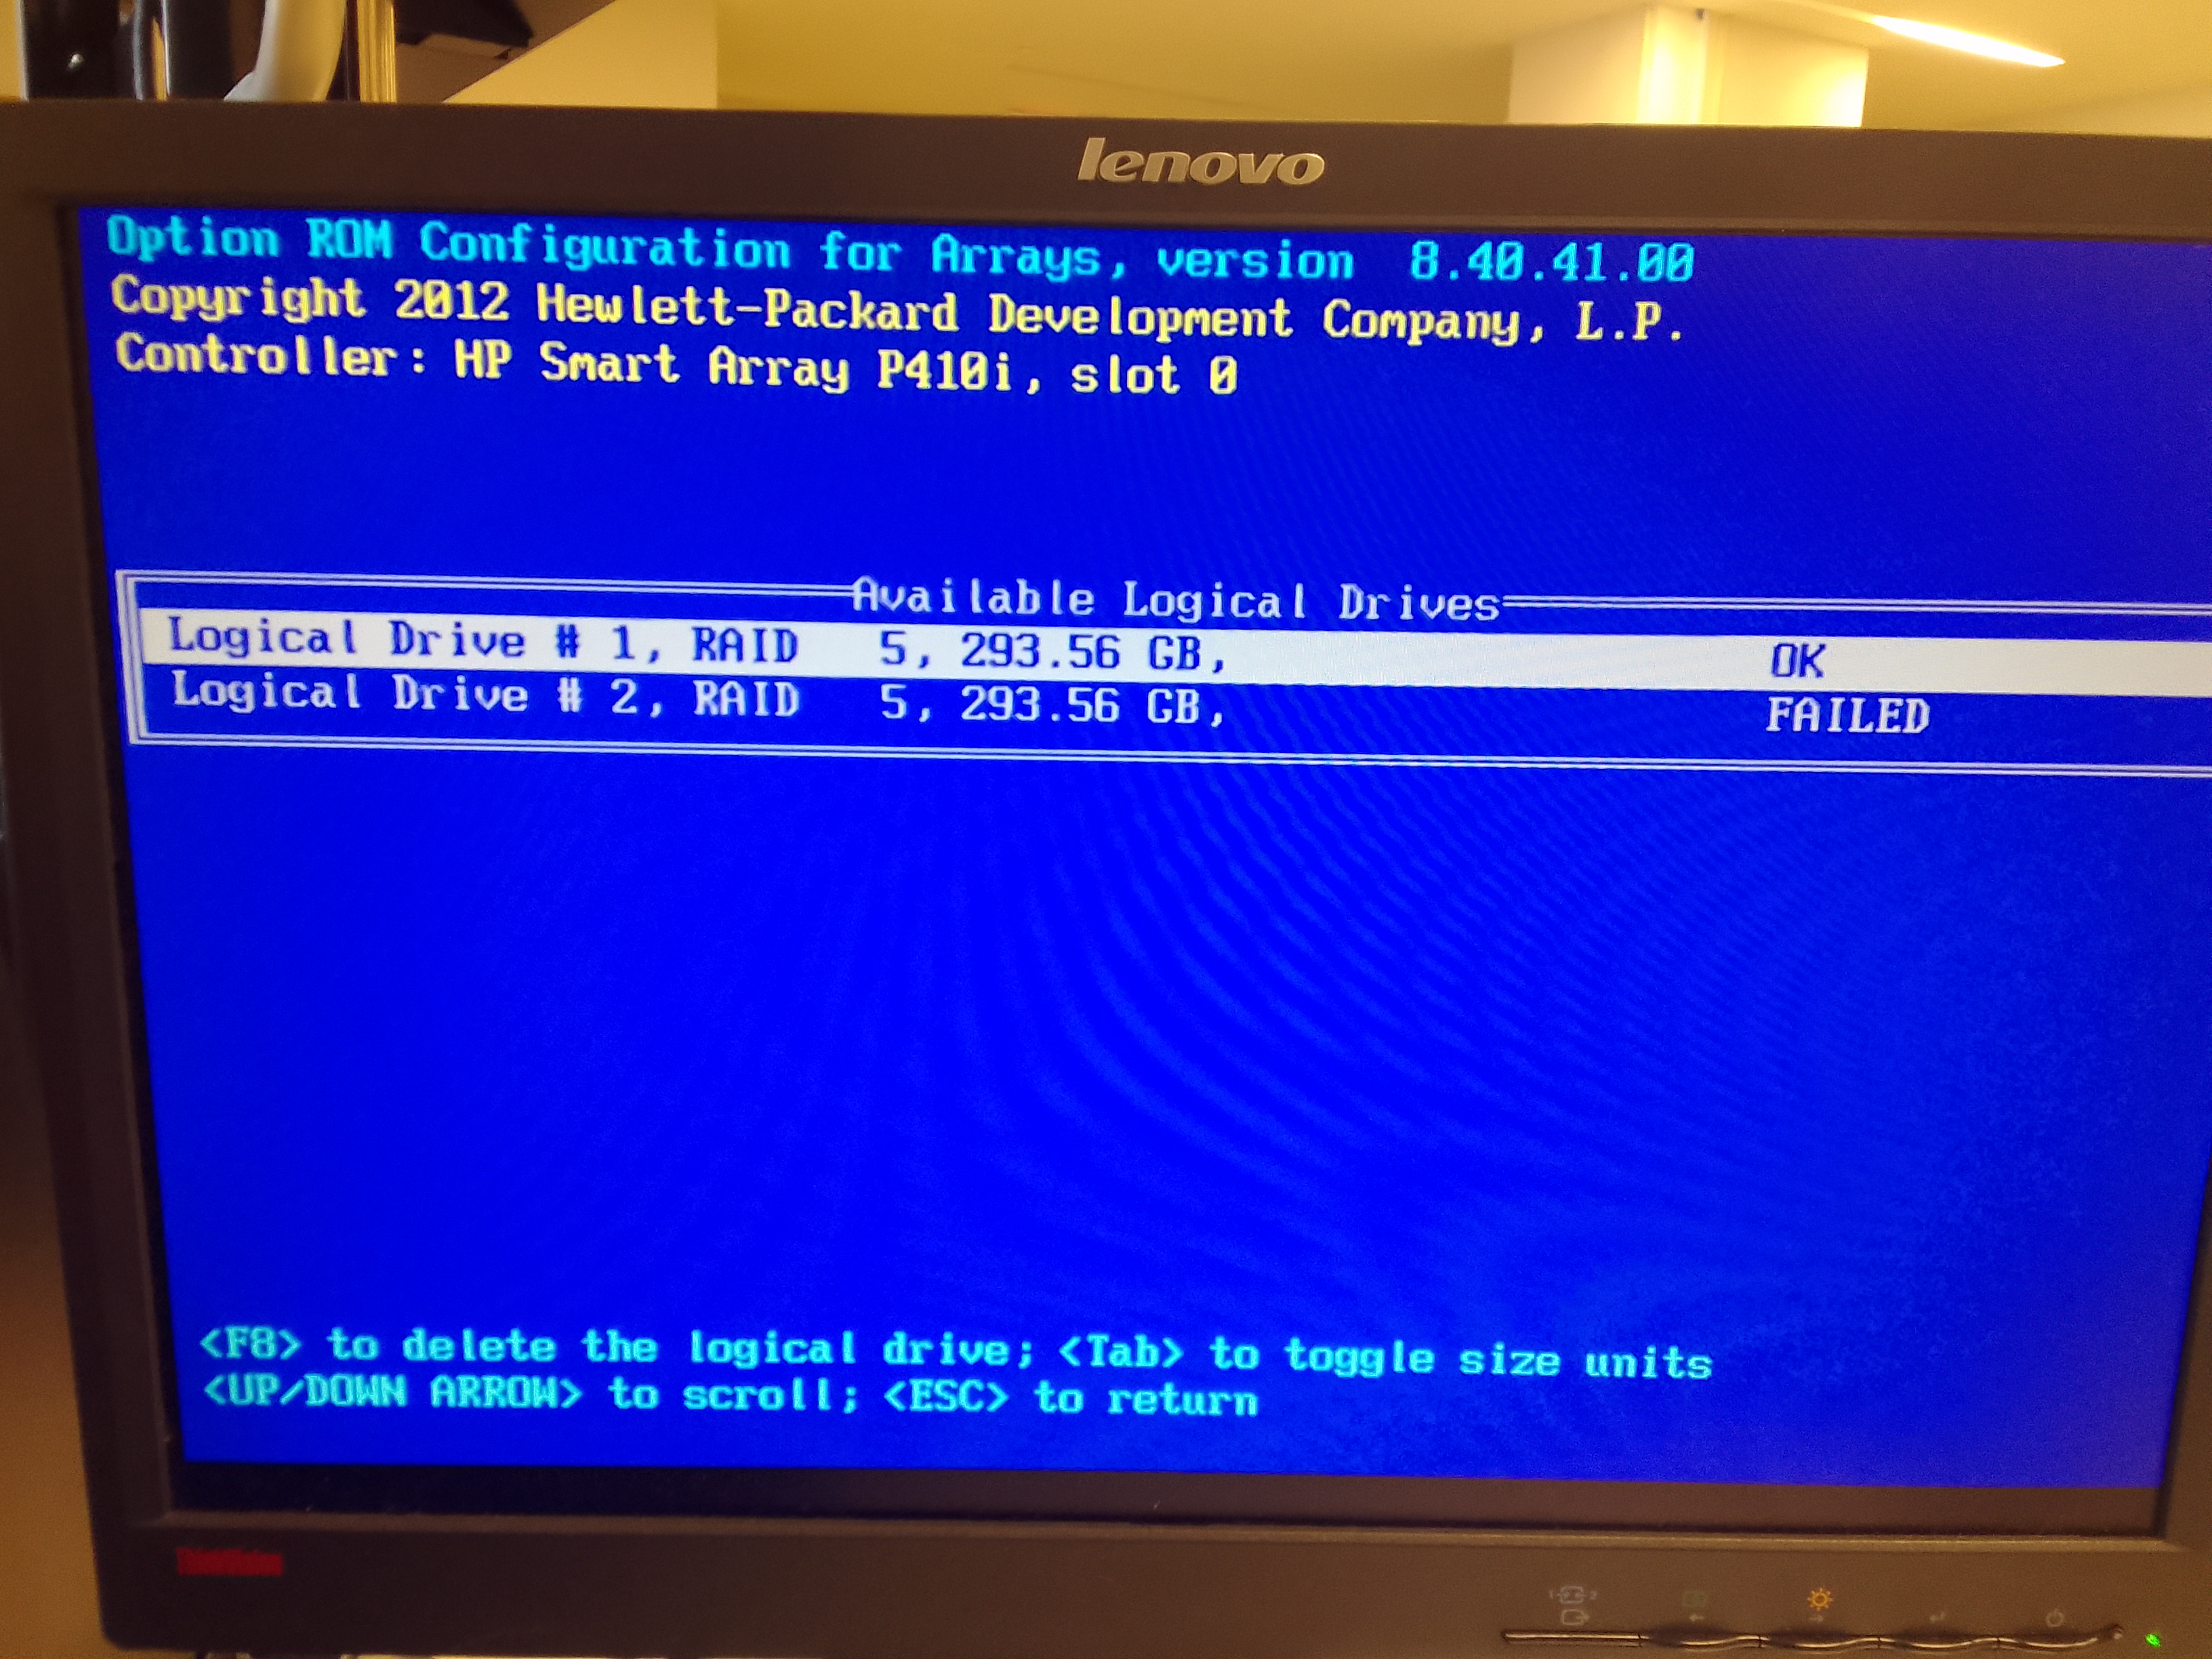 lenovo
Option ROM Configuration for Arrays, version  8.40.41.00
Copyright 2012 Hewlett-Packard Development Company, L.P.
Controller: HP Smart Array P410i, slot 0
Available Logical Drives
Logical Drive # 1, RAID   5, 293.56 GB,                    OK
Logical Drive # 2, RAID   5, 293.56 GB,                    FAILED
<F8> to delete the logical drive; <Tab> to toggle size units
<UP/DOWN ARROW> to scroll; <ESC> to return
ThinkVision